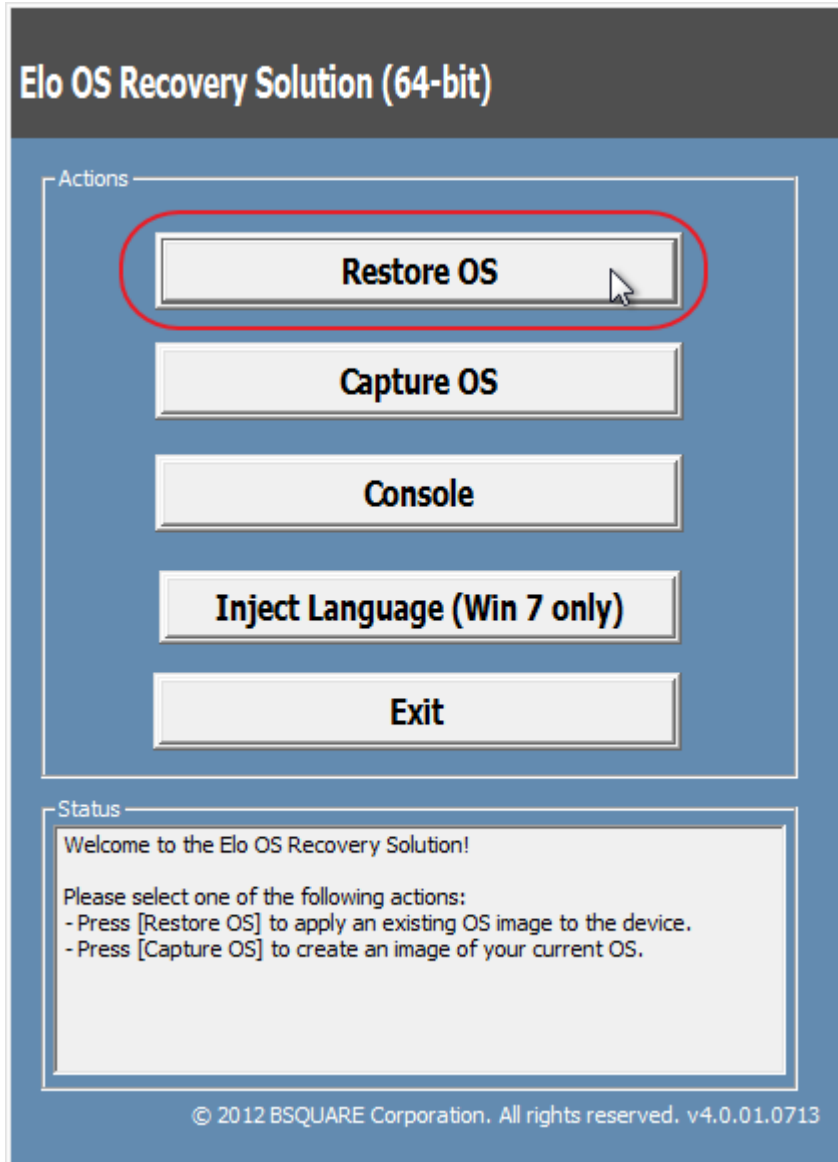 Elo OS Recovery Solution (64-bit)
Actions
Restore OS
Capture OS
Console
Inject Language (Win 7 only)
Exit
Status
Welcome to the Elo OS Recovery Solution!
Please select one of the following actions:
- Press [Restore OS] to apply an existing OS image to the device.
- Press [Capture OS] to create an image of your current OS.
© 2012 BSQUARE Corporation. All rights reserved. v4.0.01.0713